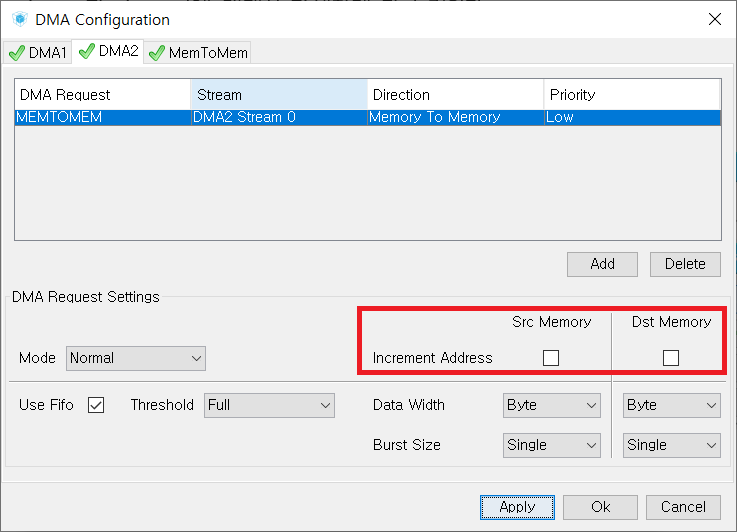 DMA Configuration
DMA1 DMA2 MemToMem
DMA Request Stream Direction Priority
MEMTOMEM DMA2 Stream 0 Memory To Memory Low
Add Delete
DMA Request Settings
Src Memory Dst Memory
Mode Normal Increment Address
Use Fifo Threshold Full Data Width Byte Byte
Burst Size Single Single
Apply Ok Cancel